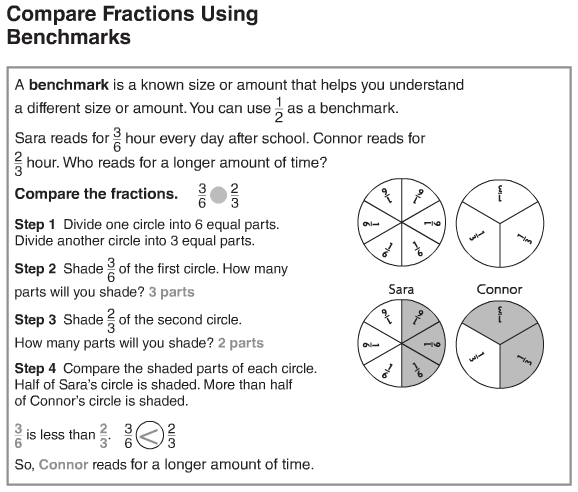 Compare Fractions Using
Benchmarks
A benchmark is a known size or amount that helps you understand
a different size or amount. You can use 1/2 as a benchmark.
Sara reads for 3/6 hour every day after school. Connor reads for
2/3 hour. Who reads for a longer amount of time?
Compare the fractions. 3/6 ● 2/3
Step 1 Divide one circle into 6 equal parts.
Divide another circle into 3 equal parts.
1/6 1/6 1/6 1/6 1/6 1/6
1/3 1/3 1/3
Step 2 Shade 3/6 of the first circle. How many
parts will you shade? 3 parts
Step 3 Shade 2/3 of the second circle.
How many parts will you shade? 2 parts
Step 4 Compare the shaded parts of each circle.
Half of Sara's circle is shaded. More than half
of Connor's circle is shaded.
Sara
1/6 1/6 1/6 1/6 1/6 1/6
Connor
1/3 1/3 1/3
3/6 is less than 2/3. 3/6 < 2/3
So, Connor reads for a longer amount of time.